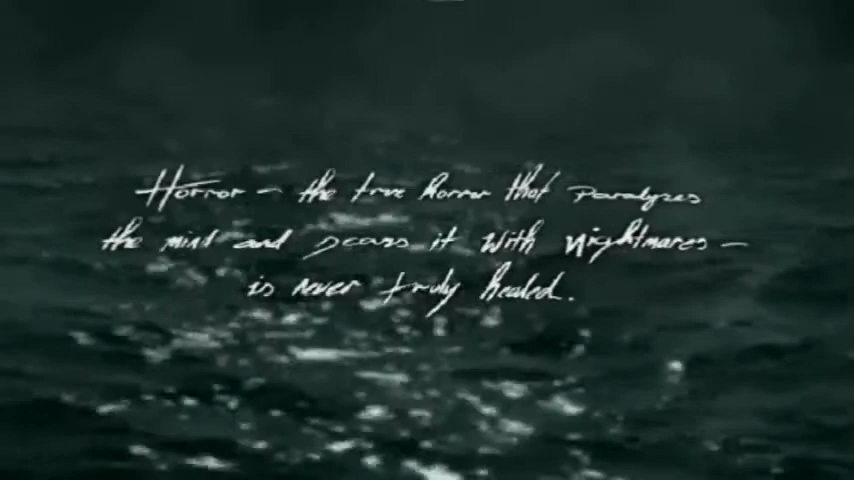 Horror – the true horror that paralyzes
the mind and scars it with nightmares –
is never truly healed.